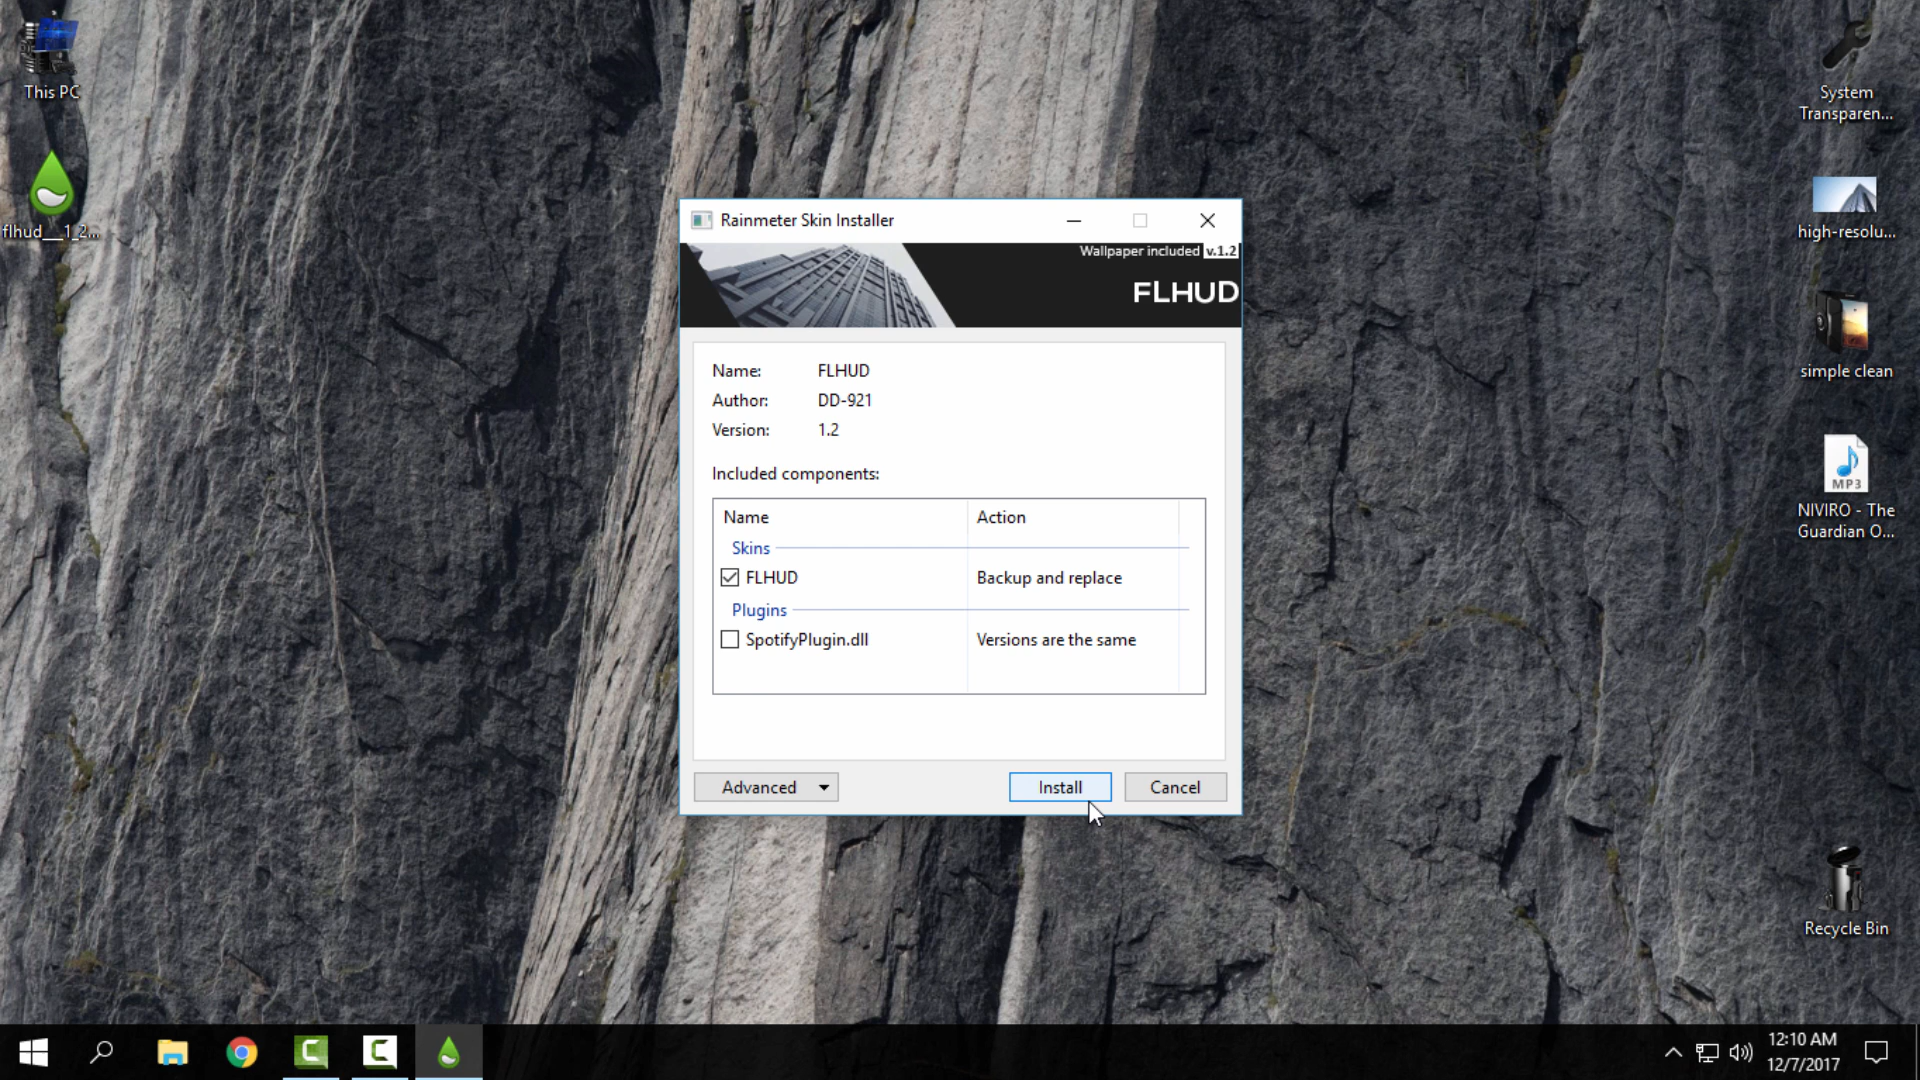 This PC
flhud___1_2...
System
Transparen...
high-resolu...
simple clean
MP3
NIVIRO - The
Guardian O...
Recycle Bin
Rainmeter Skin Installer
Wallpaper included v.1.2
FLHUD
Name: FLHUD
Author: DD-921
Version: 1.2
Included components:
Name Action
Skins
FLHUD Backup and replace
Plugins
SpotifyPlugin.dll Versions are the same
Advanced Install Cancel
12:10 AM
12/7/2017